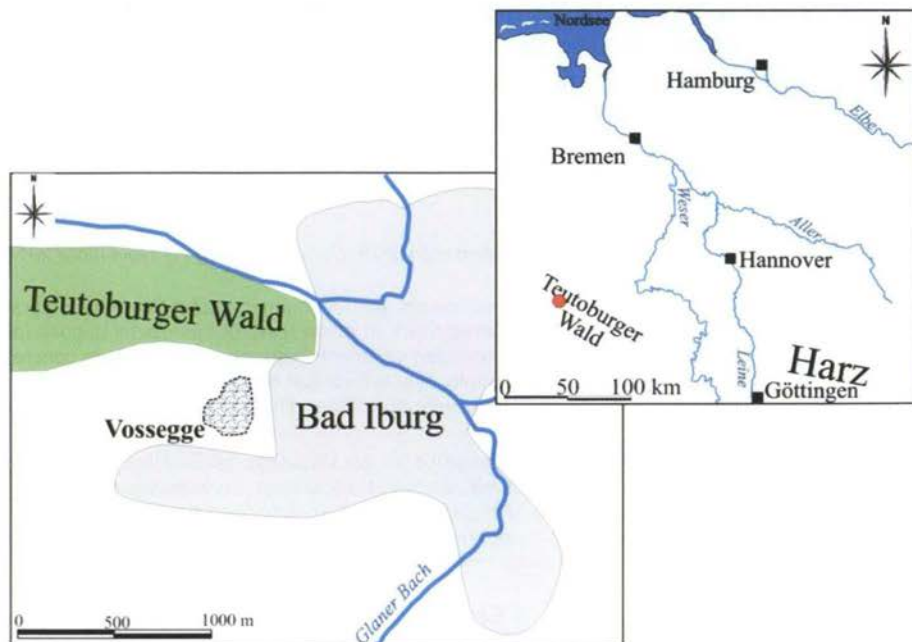 Nordsee
N
Hamburg
Elbe
Bremen
Weser
Aller
Hannover
Teutoburger
Wald
Leine
Harz
0 50 100 km
Göttingen
N
Teutoburger Wald
Vossegge
Bad Iburg
Glaner Bach
0 500 1000 m